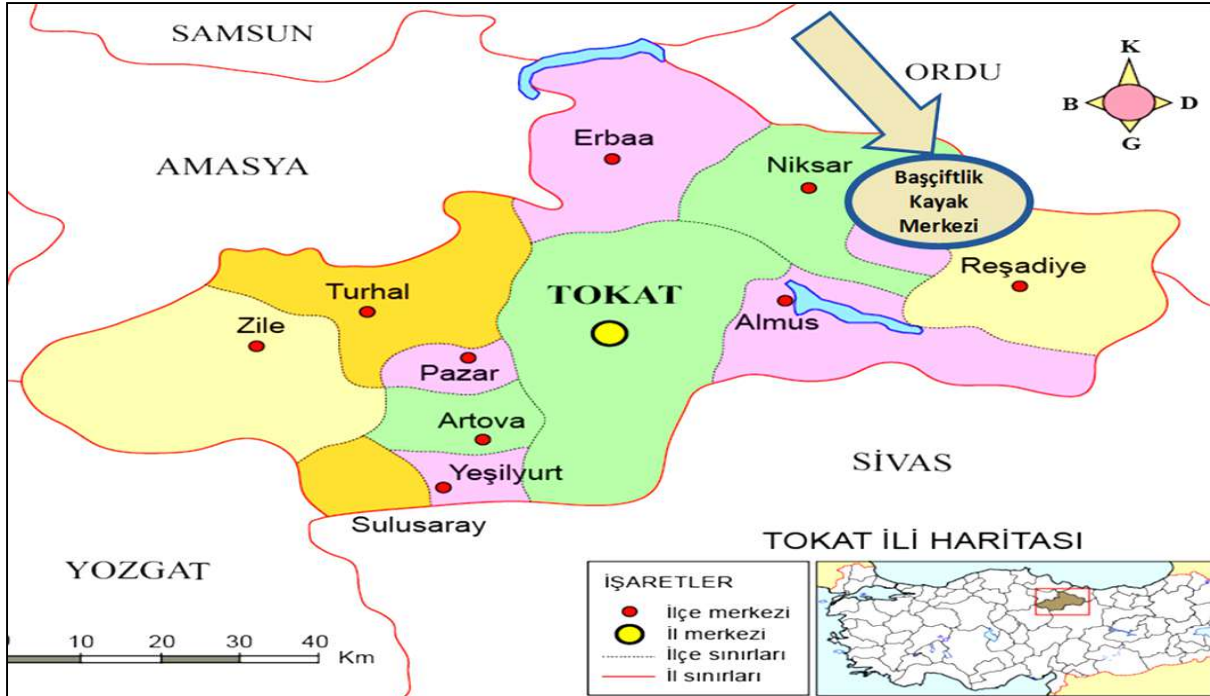 SAMSUN
ORDU
K
B D
G
AMASYA
Erbaa
Niksar
Başçiftlik
Kayak
Merkezi
Reşadiye
Turhal
TOKAT
Zile
Almus
Pazar
Artova
Yeşilyurt
SİVAS
Sulusaray
YOZGAT
TOKAT İLİ HARİTASI
İŞARETLER
İlçe merkezi
İl merkezi
İlçe sınırları
İl sınırları
0 10 20 30 40
Km